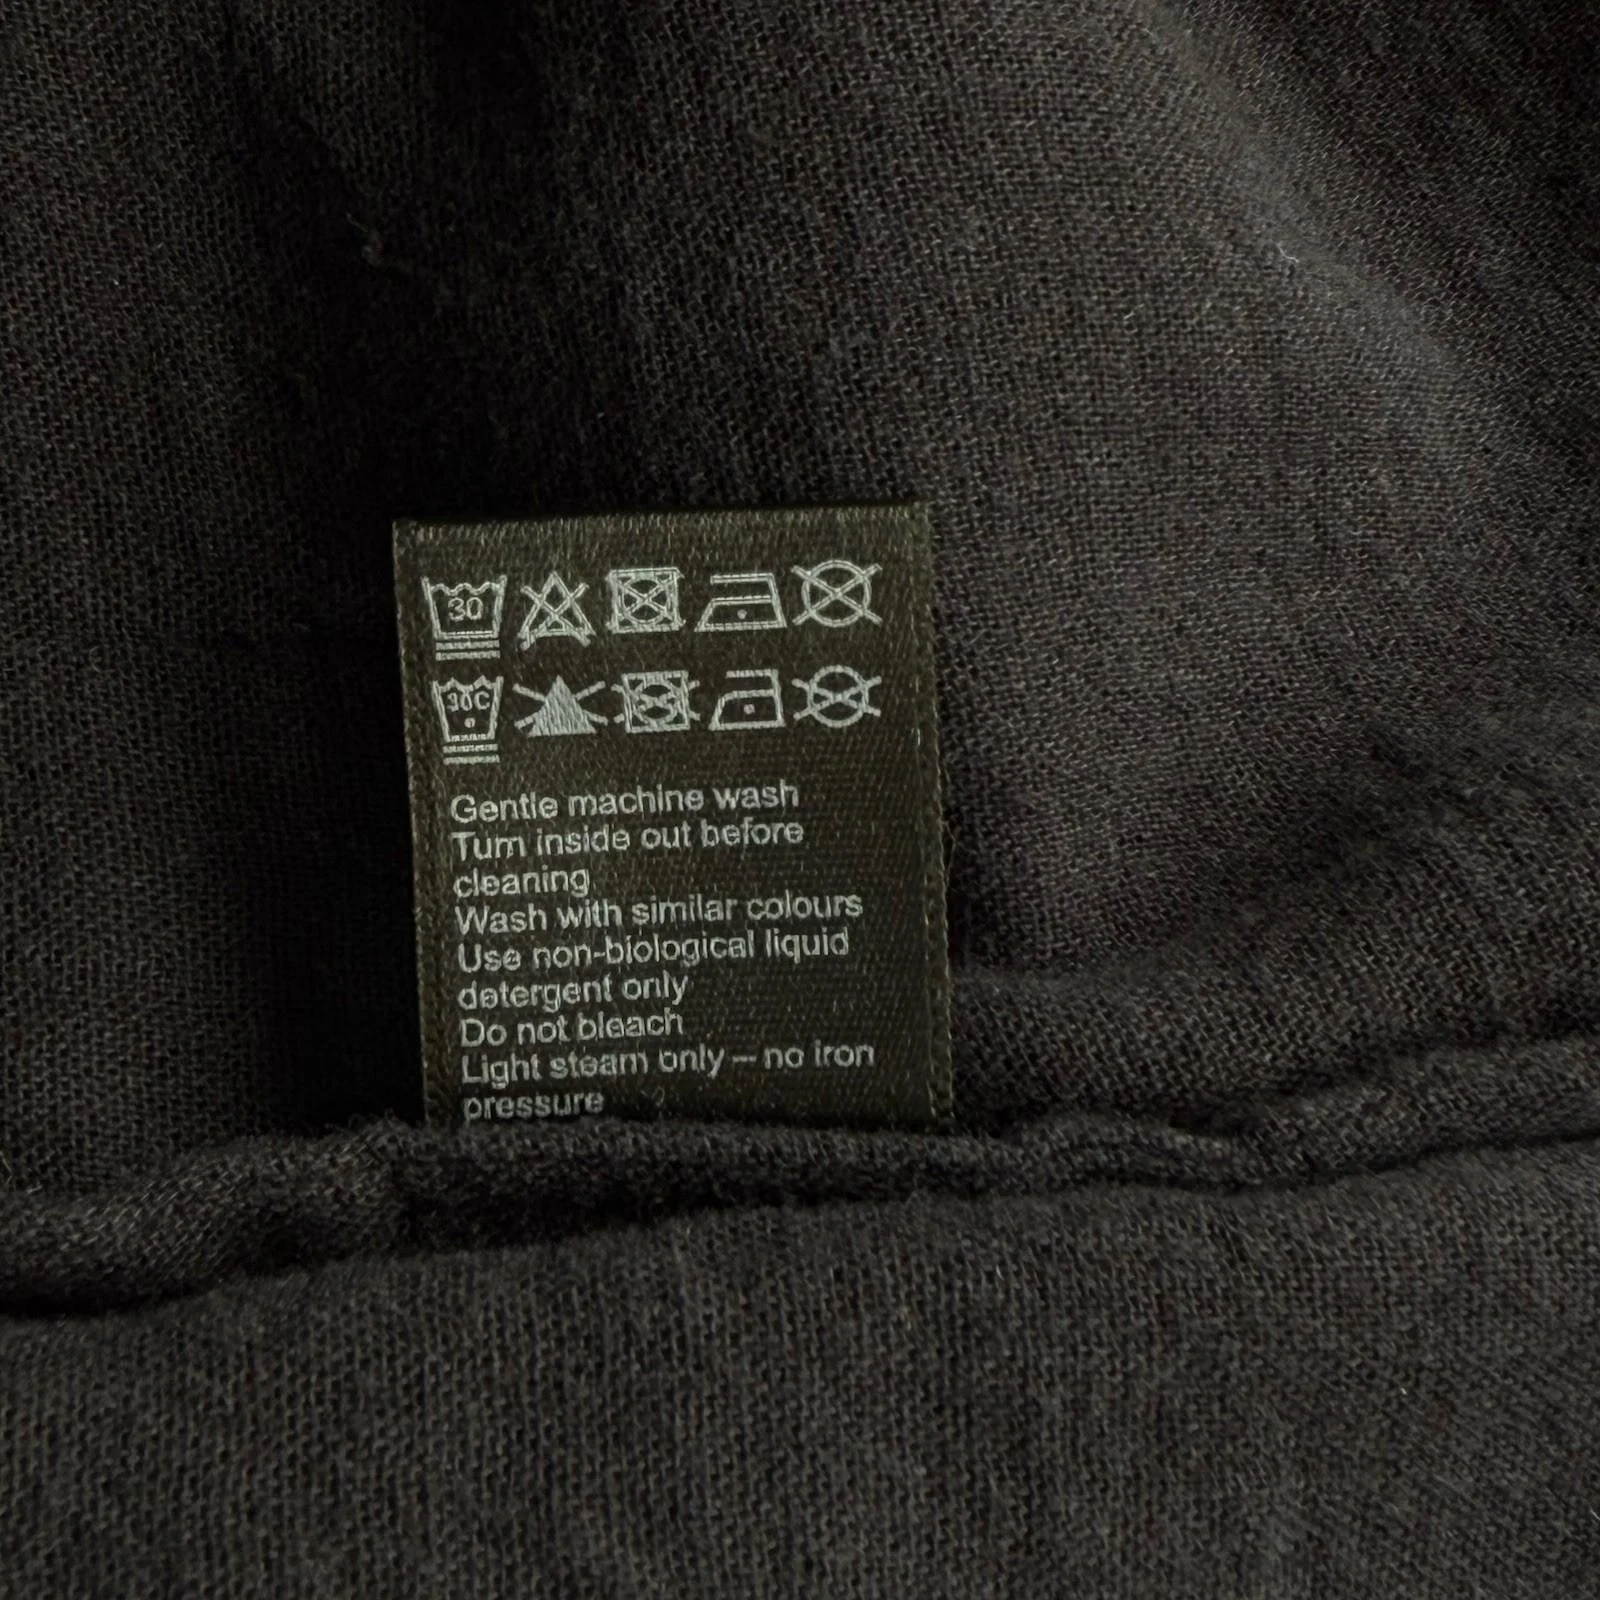 30
30C
Gentle machine wash
Turn inside out before
cleaning
Wash with similar colours
Use non-biological liquid
detergent only
Do not bleach
Light steam only – no iron
pressure